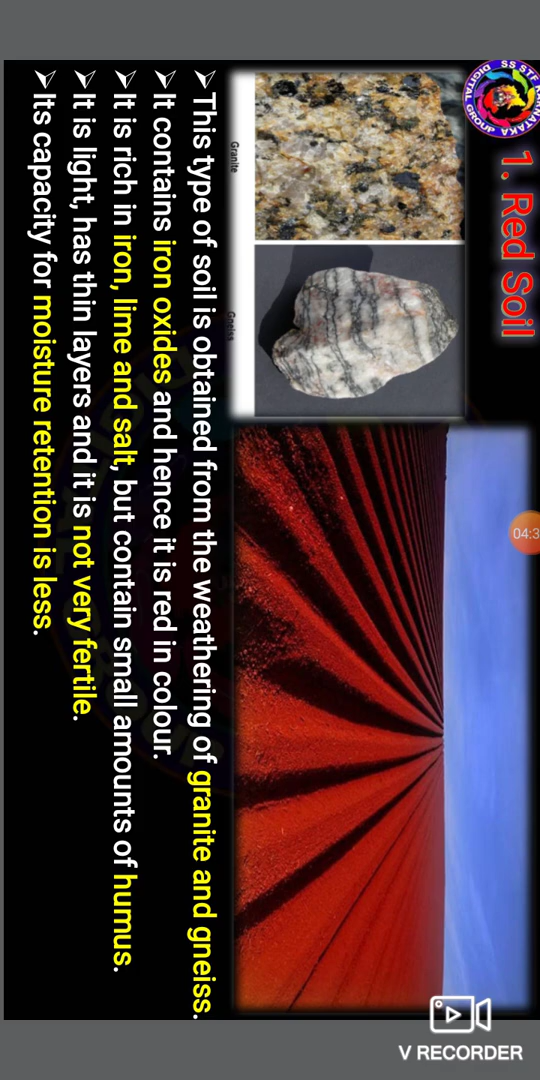 SS STF KARNATAKA
DIGITAL GROUP
1. Red Soil
04:3
Granite
Gneiss
➢This type of soil is obtained from the weathering of granite and gneiss.
➢It contains iron oxides and hence it is red in colour.
➢It is rich in iron, lime and salt, but contain small amounts of humus.
➢It is light, has thin layers and it is not very fertile.
➢Its capacity for moisture retention is less.
V RECORDER